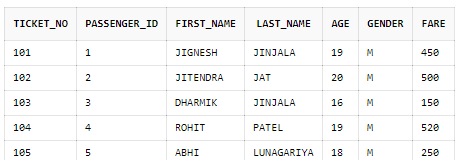 TICKET_NO PASSENGER_ID FIRST_NAME LAST_NAME AGE GENDER FARE
101 1 JIGNESH JINJALA 19 M 450
102 2 JITENDRA JAT 20 M 500
103 3 DHARMIK JINJALA 16 M 150
104 4 ROHIT PATEL 19 M 520
105 5 ABHI LUNAGARIYA 18 M 250